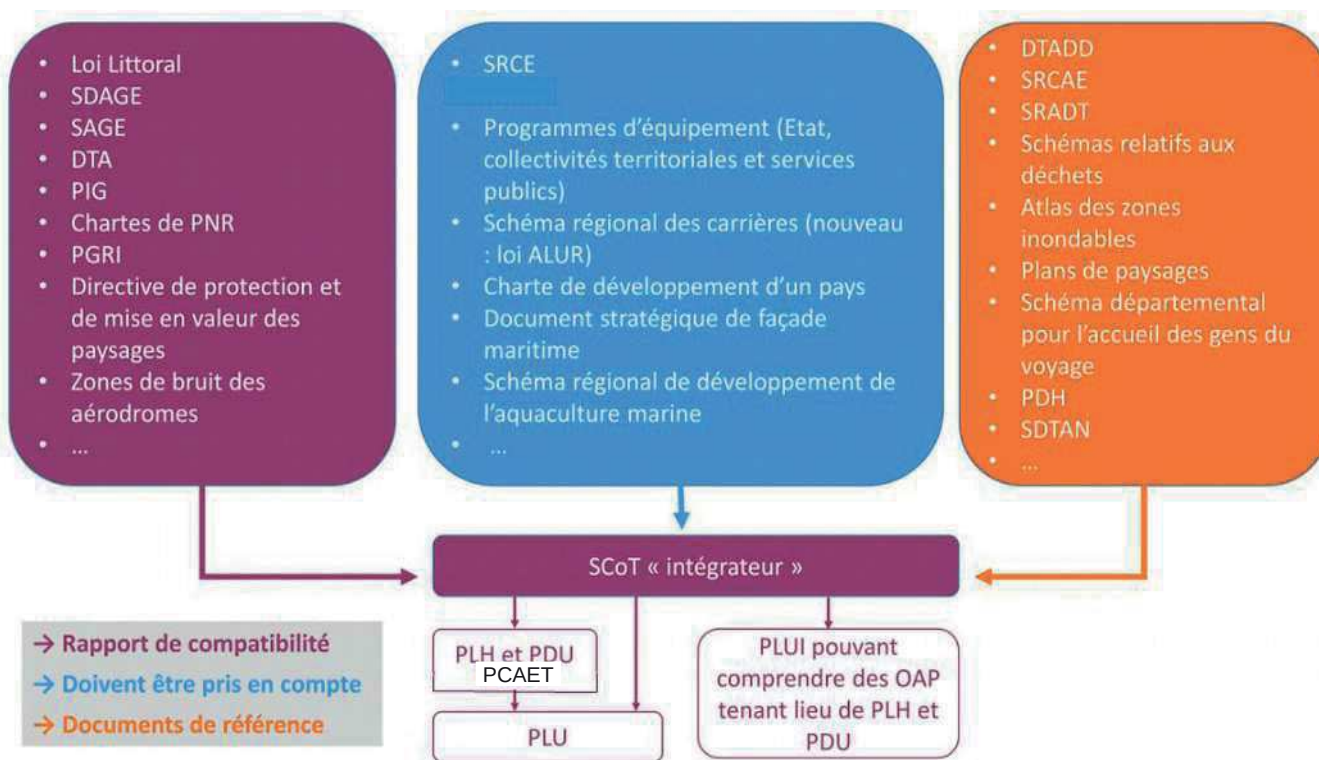 • Loi Littoral
• SDAGE
• SAGE
• DTA
• PIG
• Chartes de PNR
• PGRI
• Directive de protection et
de mise en valeur des
paysages
• Zones de bruit des
aérodromes
• ...
• SRCE
• Programmes d'équipement (Etat,
collectivités territoriales et services
publics)
• Schéma régional des carrières (nouveau
: loi ALUR)
• Charte de développement d'un pays
• Document stratégique de façade
maritime
• Schéma régional de développement de
l'aquaculture marine
• ...
• DTADD
• SRCAE
• SRADT
• Schémas relatifs aux
déchets
• Atlas des zones
inondables
• Plans de paysages
• Schéma départemental
pour l'accueil des gens du
voyage
• PDH
• SDTAN
• ...
SCoT « intégrateur »
→ Rapport de compatibilité
→ Doivent être pris en compte
→ Documents de référence
PLH et PDU
PCAET
PLU
PLUI pouvant
comprendre des OAP
tenant lieu de PLH et
PDU